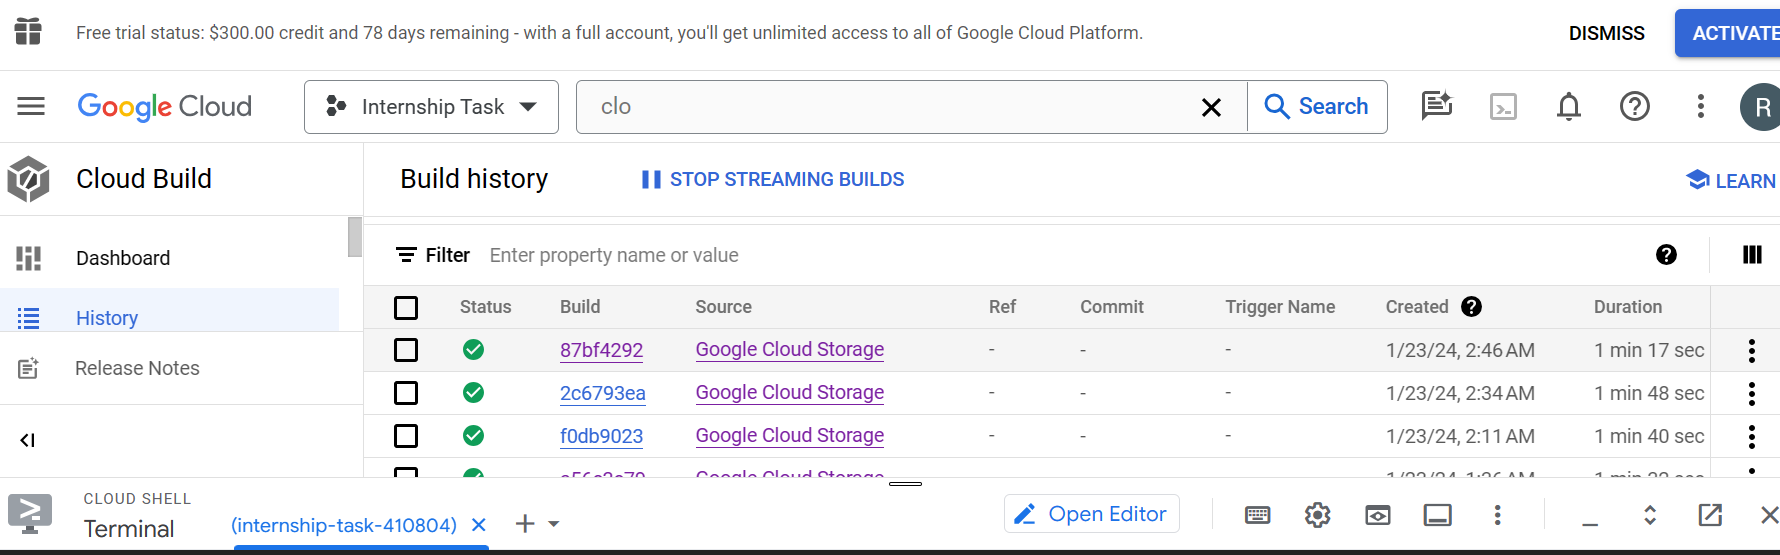 Free trial status: $300.00 credit and 78 days remaining - with a full account, you'll get unlimited access to all of Google Cloud Platform.
DISMISS
ACTIVATE
Google Cloud
Internship Task
clo
Search
R
Cloud Build
Build history
STOP STREAMING BUILDS
LEARN
Dashboard
History
Release Notes
Filter Enter property name or value
Status Build Source Ref Commit Trigger Name Created Duration
87bf4292 Google Cloud Storage - - - 1/23/24, 2:46 AM 1 min 17 sec
2c6793ea Google Cloud Storage - - - 1/23/24, 2:34 AM 1 min 48 sec
f0db9023 Google Cloud Storage - - - 1/23/24, 2:11 AM 1 min 40 sec
Google Cloud Storage
CLOUD SHELL
Terminal
(internship-task-410804)
Open Editor